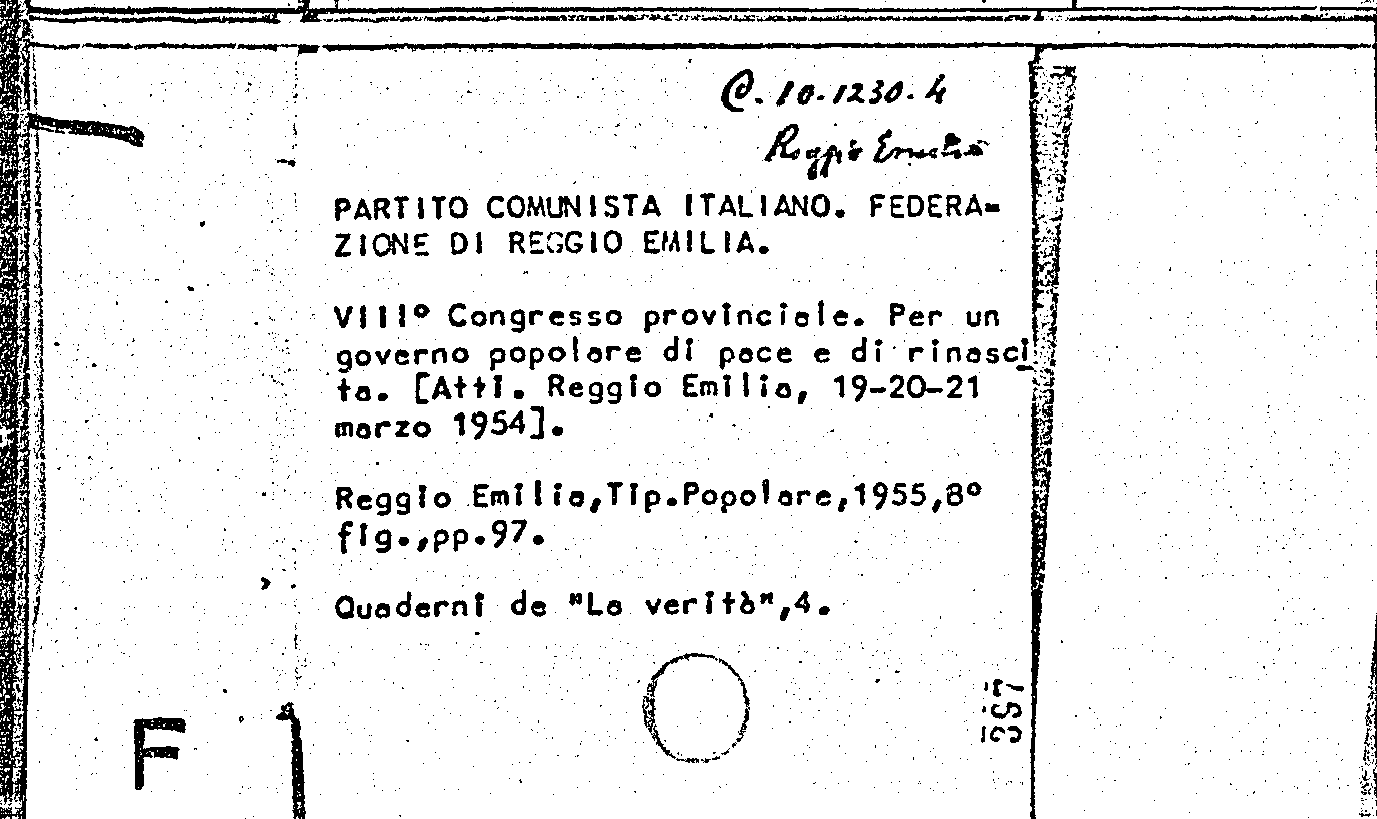 C. 10.1230.4
Reggio Emilia
PARTITO COMUNISTA ITALIANO. FEDERA-
ZIONE DI REGGIO EMILIA.
VIII° Congresso provinciale. Per un
governo popolare di pace e di rinasci
ta. [Atti. Reggio Emilia, 19-20-21
marzo 1954].
Reggio Emilia,Tip.Popolare,1955,8°
fig.,pp.97.
Quaderni de "La verità",4.
F